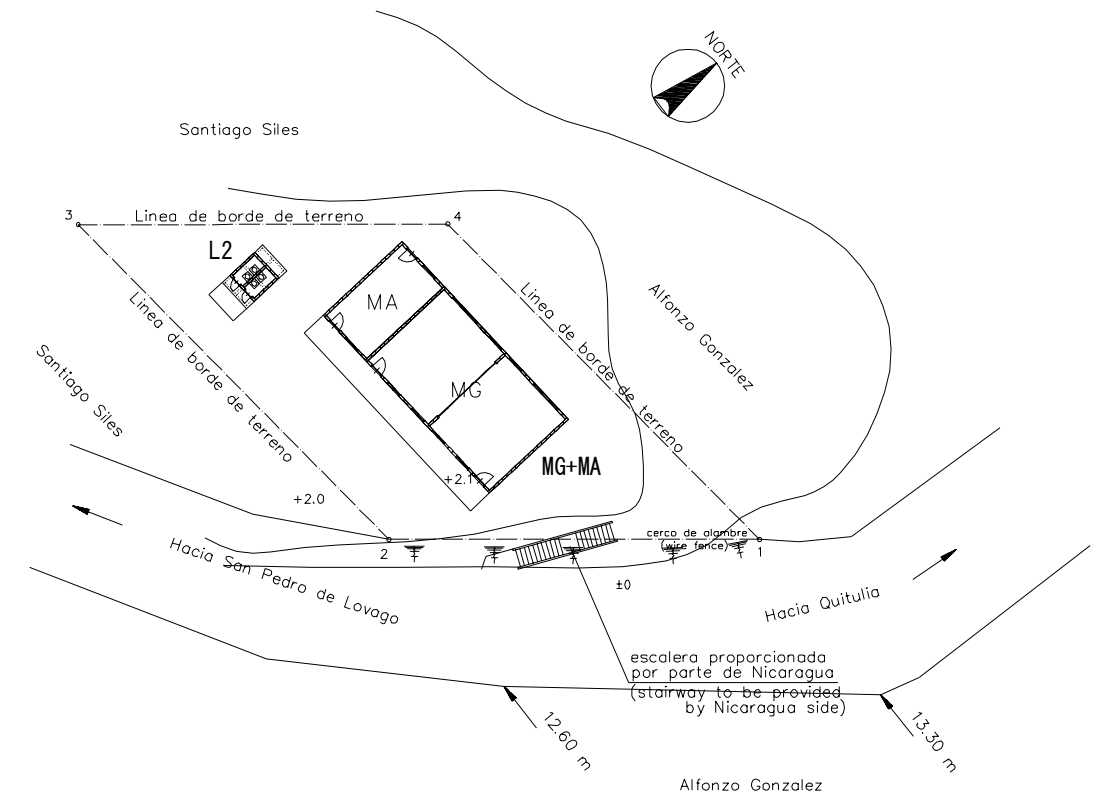 NORTE
Santiago Siles
3
Linea de borde de terreno
4
L2
MA
Linea de borde de terreno
Alfonzo Gonzalez
Linea de borde de terreno
Santiago Siles
MG
MG+MA
+2.1
+2.0
cerco de alambre
(wire fence)
2
1
Hacia San Pedro de Lovago
±0
Hacia Quitulia
escalera proporcionada
por parte de Nicaragua
(stairway to be provided
by Nicaragua side)
12.60 m
13.30 m
Alfonzo Gonzalez